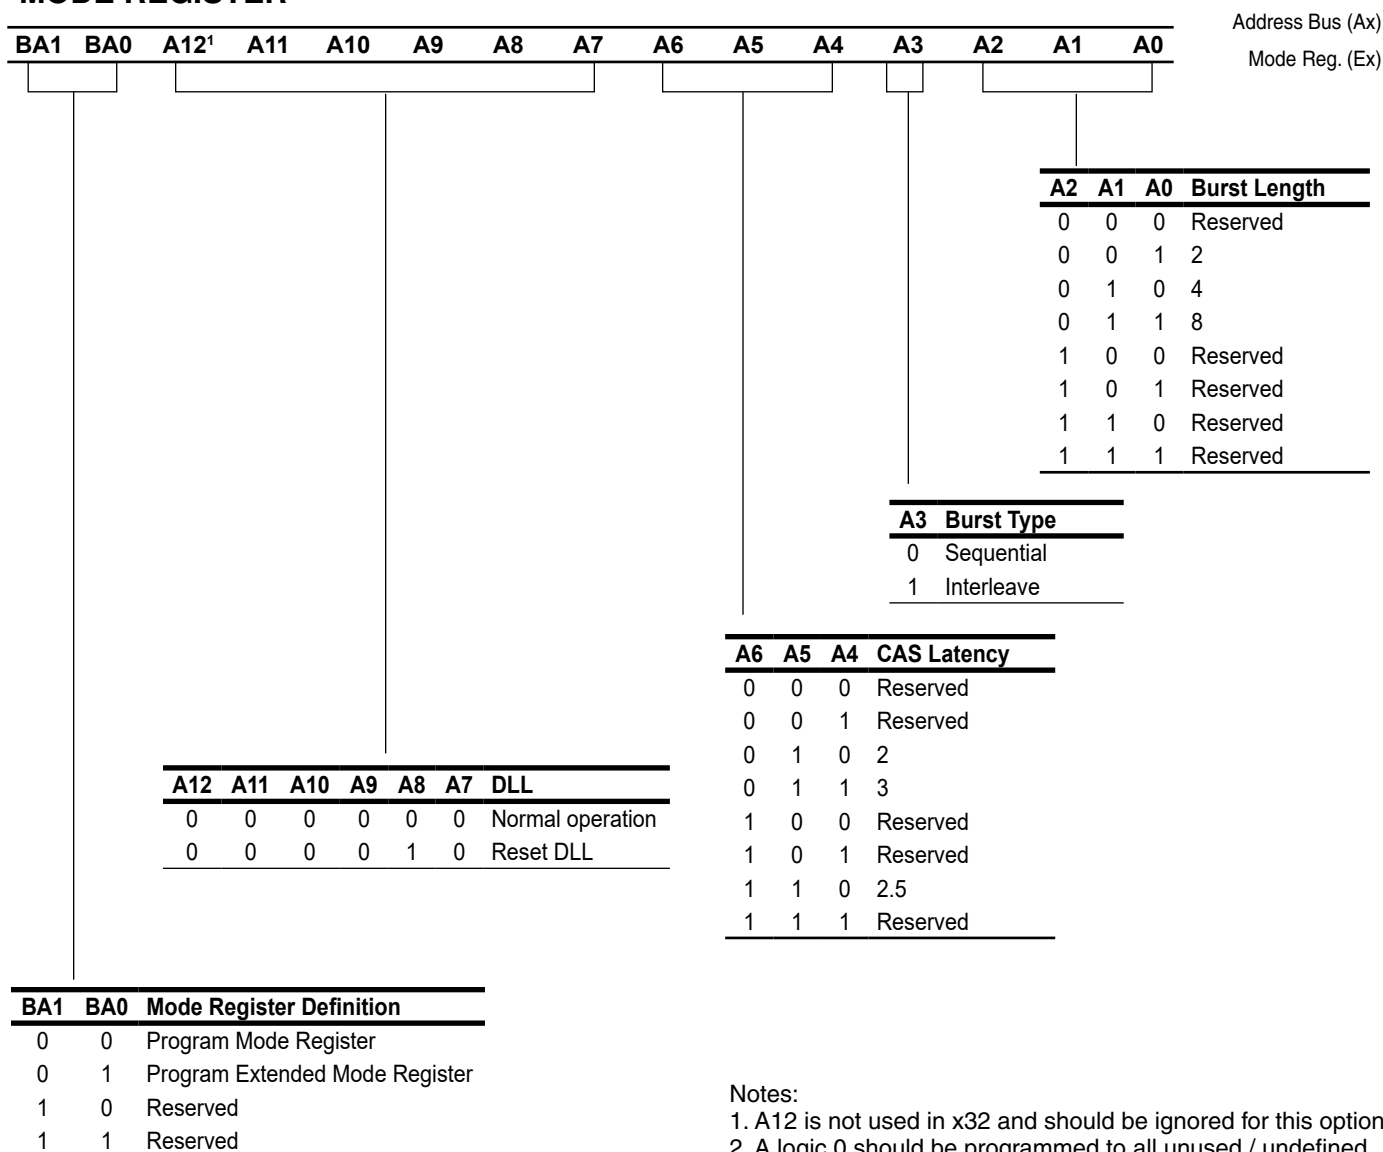 MODE REGISTER
Address Bus (Ax)
BA1 BA0 A12¹ A11 A10 A9 A8 A7 A6 A5 A4 A3 A2 A1 A0
Mode Reg. (Ex)
A2 A1 A0 Burst Length
0 0 0 Reserved
0 0 1 2
0 1 0 4
0 1 1 8
1 0 0 Reserved
1 0 1 Reserved
1 1 0 Reserved
1 1 1 Reserved
A3 Burst Type
0 Sequential
1 Interleave
A6 A5 A4 CAS Latency
0 0 0 Reserved
0 0 1 Reserved
0 1 0 2
0 1 1 3
1 0 0 Reserved
1 0 1 Reserved
1 1 0 2.5
1 1 1 Reserved
A12 A11 A10 A9 A8 A7 DLL
0 0 0 0 0 0 Normal operation
0 0 0 0 1 0 Reset DLL
BA1 BA0 Mode Register Definition
0 0 Program Mode Register
0 1 Program Extended Mode Register
1 0 Reserved
1 1 Reserved
Notes:
1. A12 is not used in x32 and should be ignored for this option
2. A logic 0 should be programmed to all unused / undefined